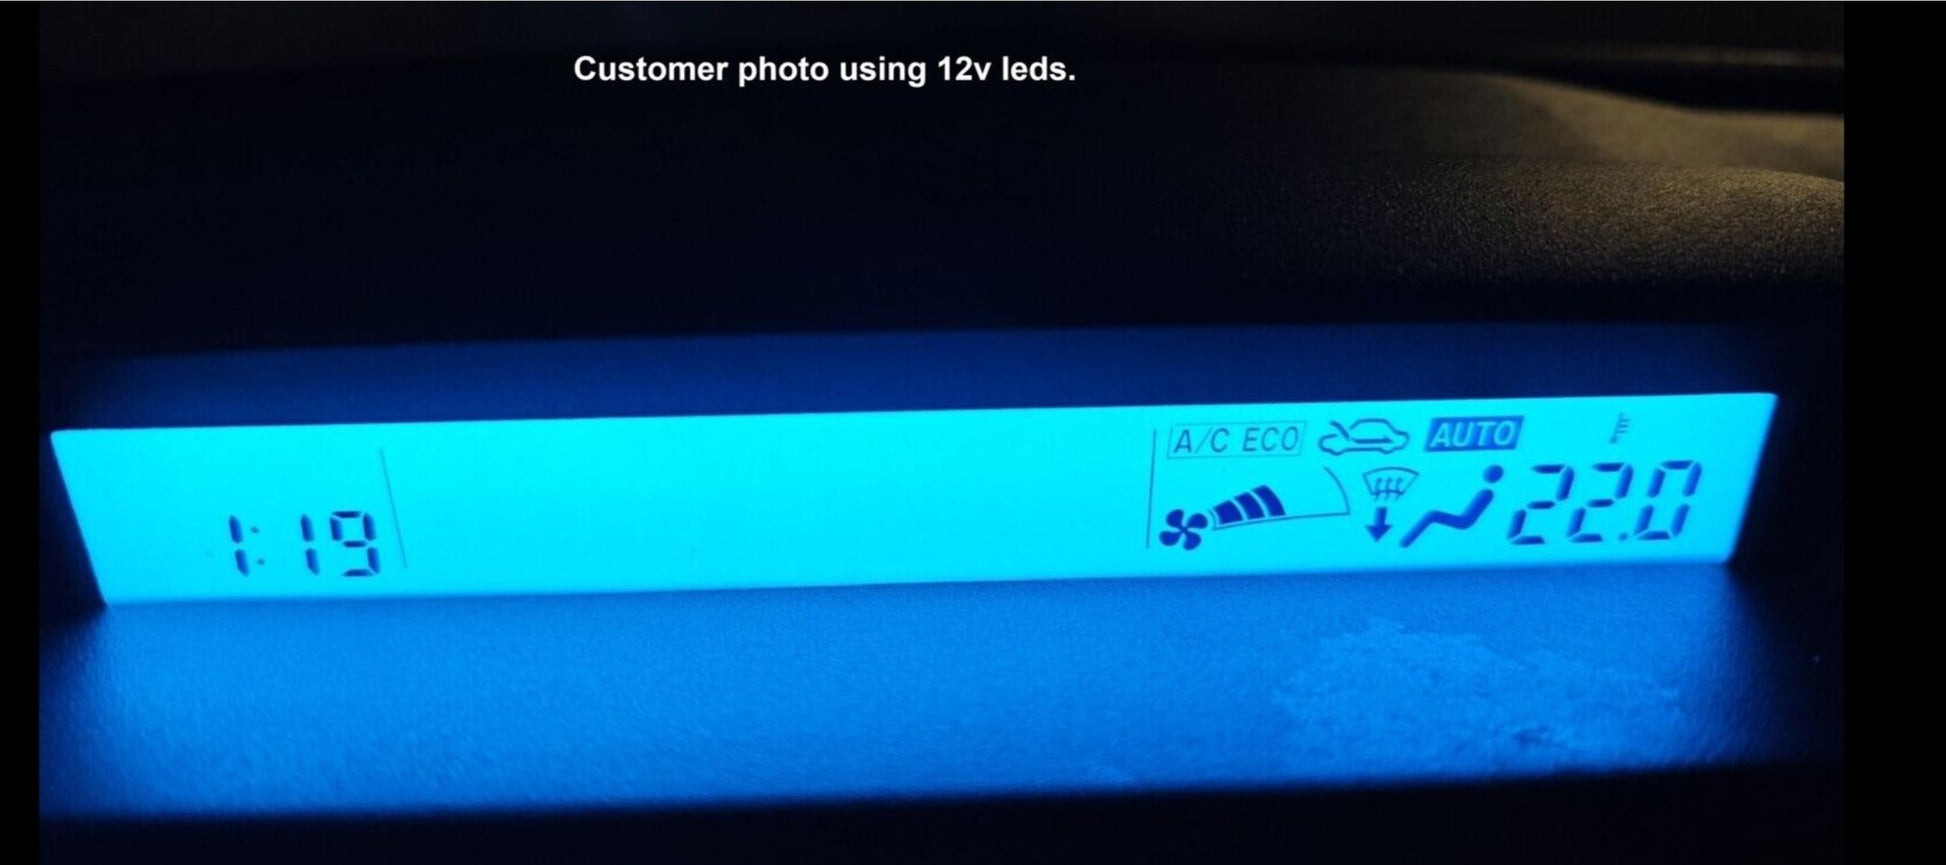 Customer photo using 12v leds.
A/C ECO AUTO
1:19 22.0